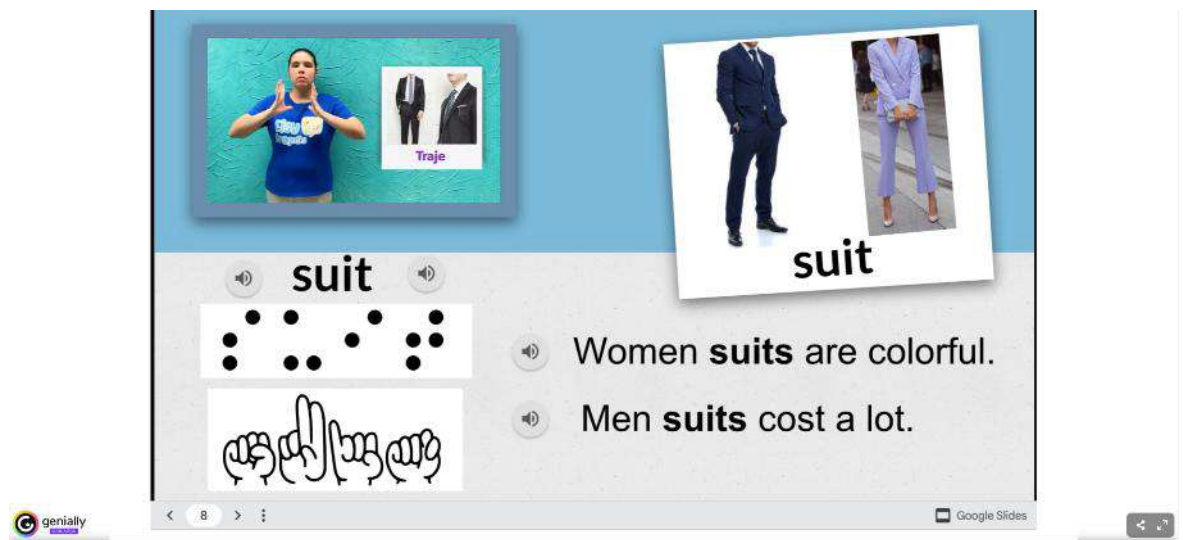 Traje
suit
suit
⠎⠥⠊⠞
Women suits are colorful.
Men suits cost a lot.
8
Google Slides
genially